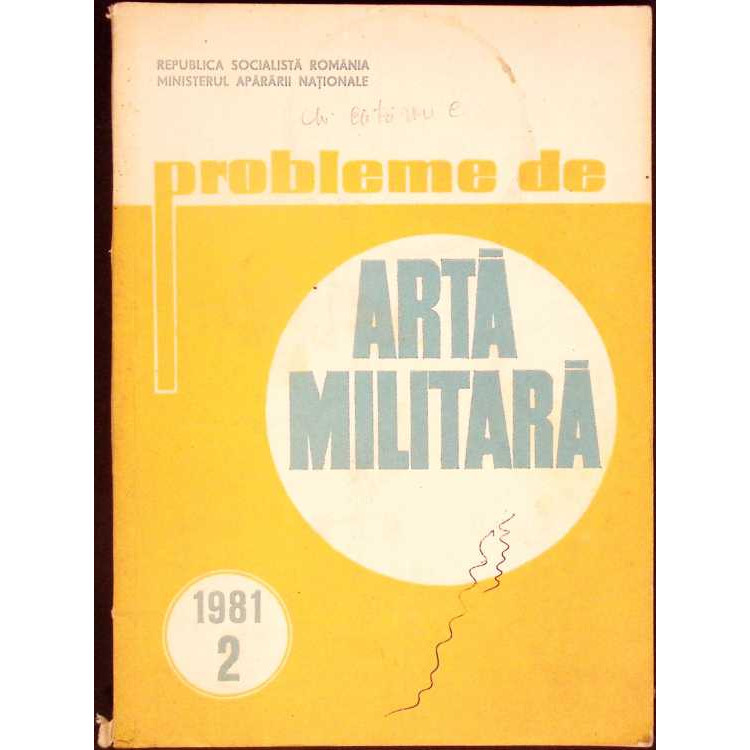 REPUBLICA SOCIALISTĂ ROMÂNIA
MINISTERUL APĂRĂRII NAȚIONALE
probleme de
ARTĂ
MILITARĂ
1981
2